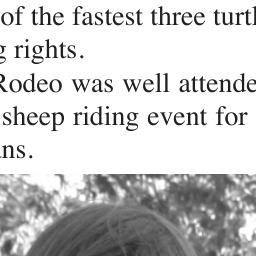 of the fastest three turtl
g rights.
Rodeo was well attende
sheep riding event for
ns.